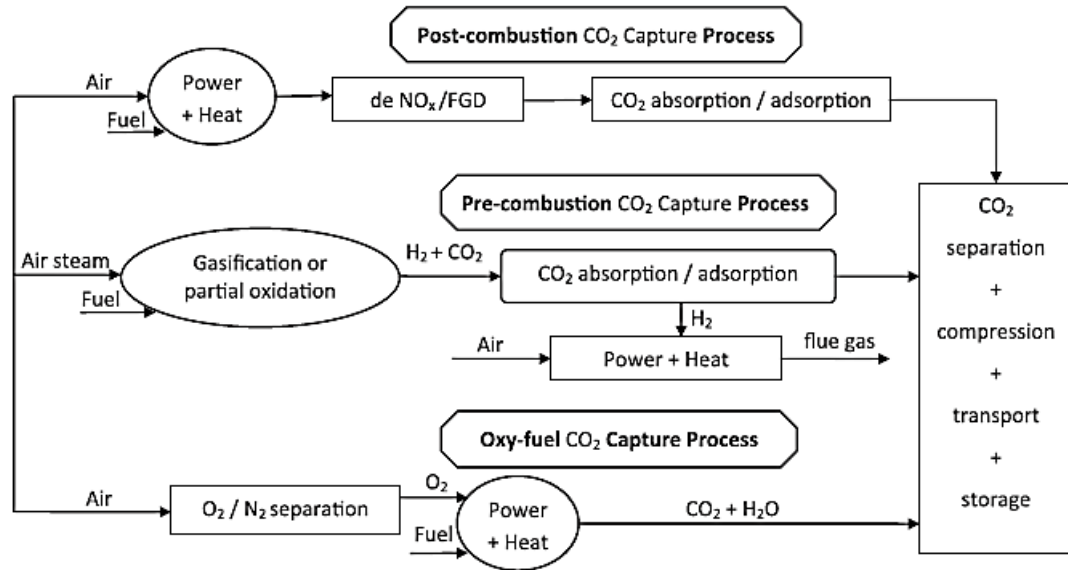 Post-combustion CO₂ Capture Process
Air
Fuel
Power
+ Heat
de NOₓ/FGD
CO₂ absorption / adsorption
Pre-combustion CO₂ Capture Process
Air steam
Fuel
Gasification or
partial oxidation
H₂ + CO₂
CO₂ absorption / adsorption
H₂
Air
Power + Heat
flue gas
Oxy-fuel CO₂ Capture Process
Air
O₂ / N₂ separation
O₂
Fuel
Power
+ Heat
CO₂ + H₂O
CO₂
separation
+
compression
+
transport
+
storage